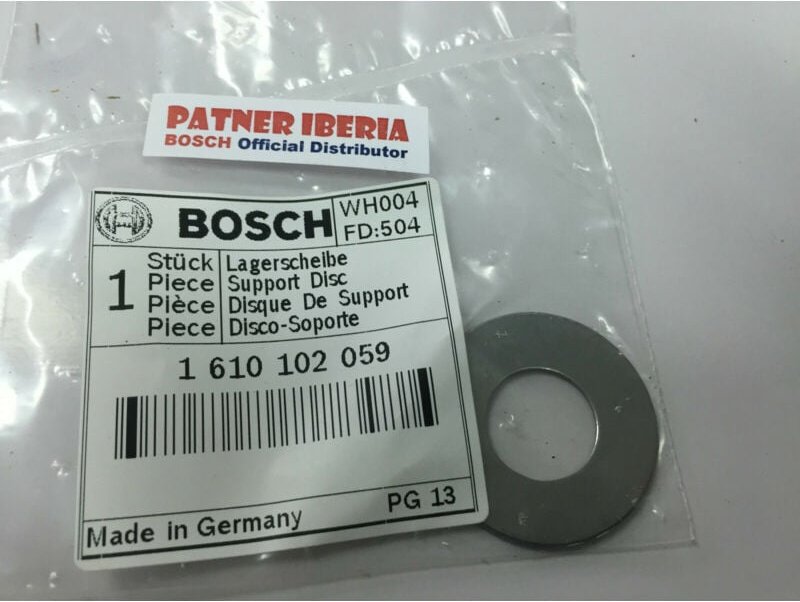 PATNER IBERIA
BOSCH Official Distributor
BOSCH
WH004
FD:504
1
Stück Lagerscheibe
Piece Support Disc
Pièce Disque De Support
Piece Disco-Soporte
1 610 102 059
PG 13
Made in Germany